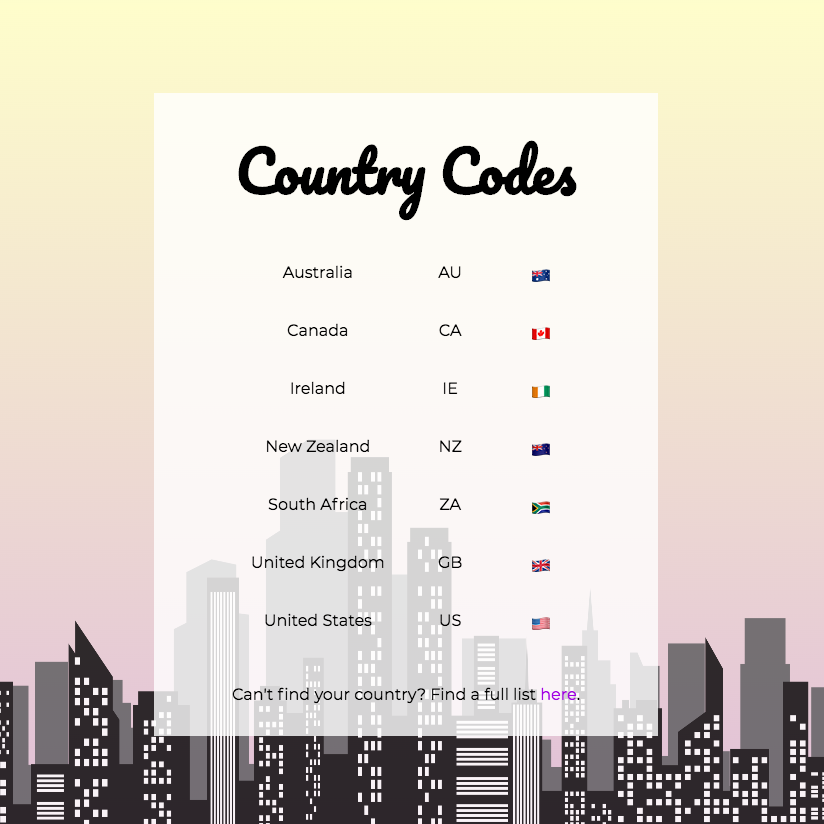 Country Codes
Australia AU
Canada CA
Ireland IE
New Zealand NZ
South Africa ZA
United Kingdom GB
United States US
Can't find your country? Find a full list here.